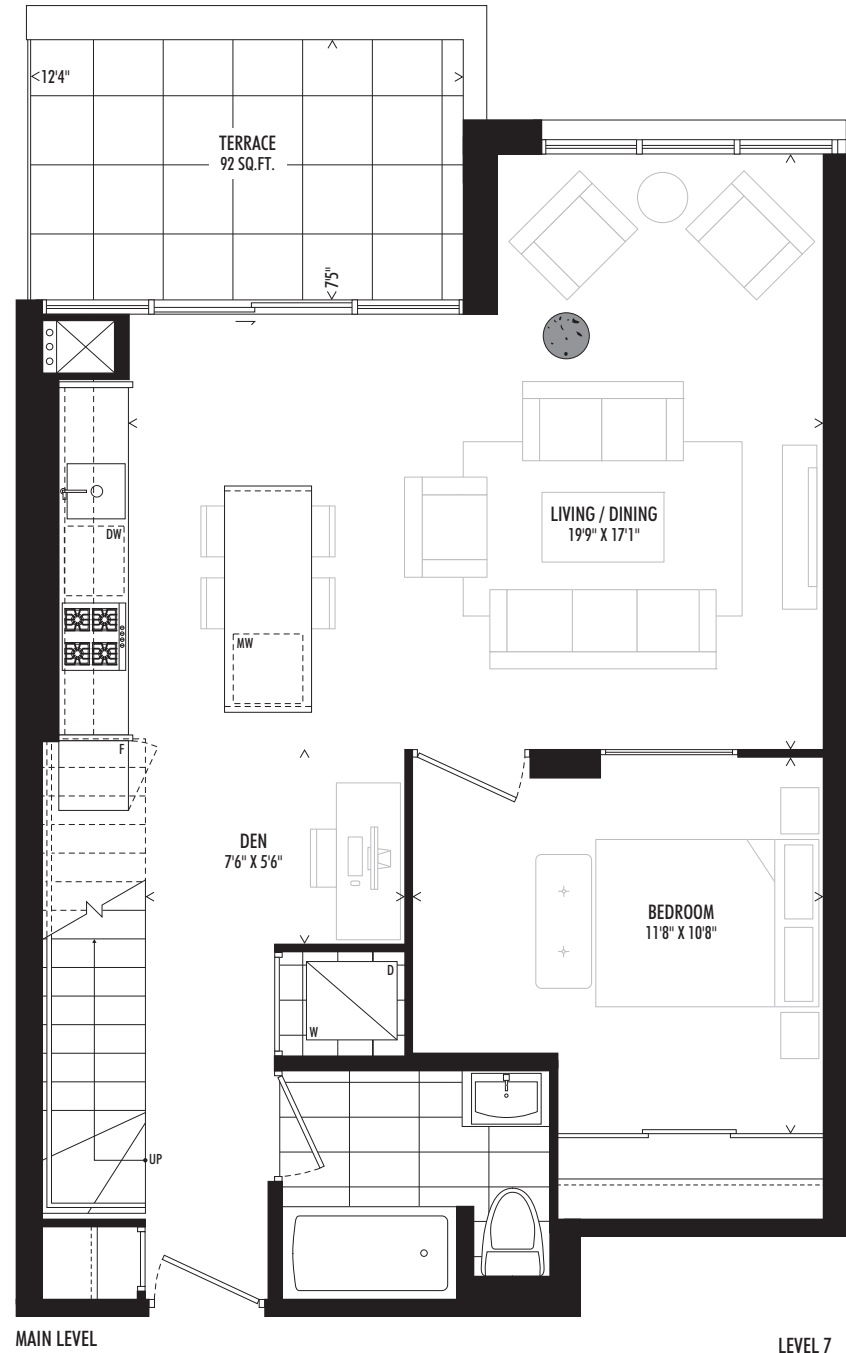 12'4"
TERRACE
92 SQ.FT.
7'5"
LIVING / DINING
19'9" X 17'1"
DW
MW
F
DEN
7'6" X 5'6"
BEDROOM
11'8" X 10'8"
D
W
UP
MAIN LEVEL
LEVEL 7